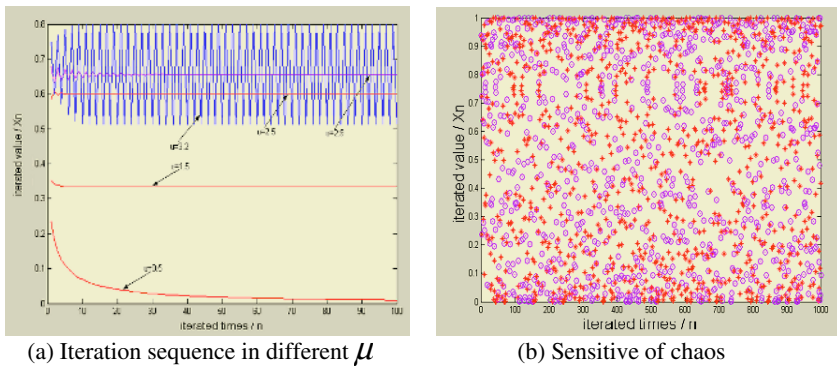 0.8
0.7
0.6
0.5
0.4
0.3
0.2
0.1
0
iterated value / Xn
u=3.2
u=2.5
u=2.9
u=1.5
0 10 20 30 40 50 60 70 80 90 100
iterated times / n
(a) Iteration sequence in different μ
1
0.9
0.8
0.7
0.6
0.5
0.4
0.3
0.2
0.1
0
iterated value / Xn
0 100 200 300 400 500 600 700 800 900 1000
iterated times / n
(b) Sensitive of chaos